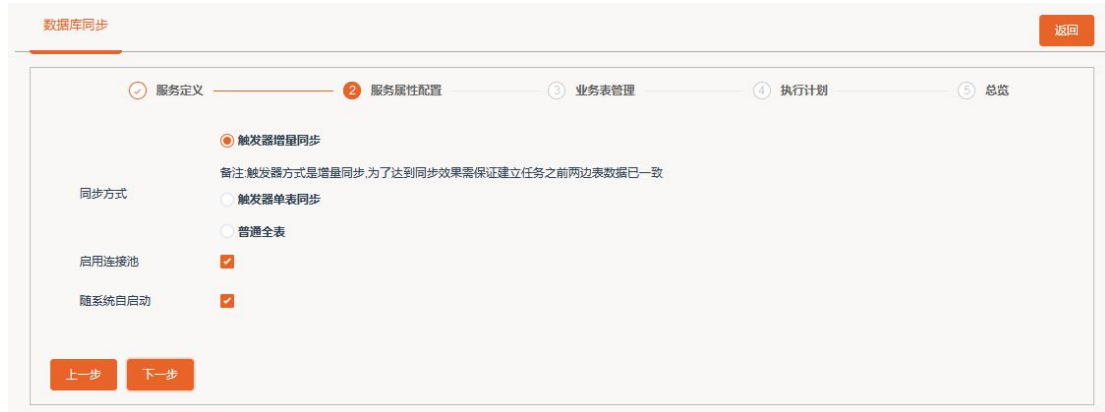 数据库同步
返回
服务定义 2 服务属性配置 3 业务表管理 4 执行计划 5 总览
触发器增量同步
备注:触发器方式是增量同步,为了达到同步效果需保证建立任务之前两边表数据已一致
同步方式
触发器单表同步
普通全表
启用连接池
随系统自启动
上一步 下一步